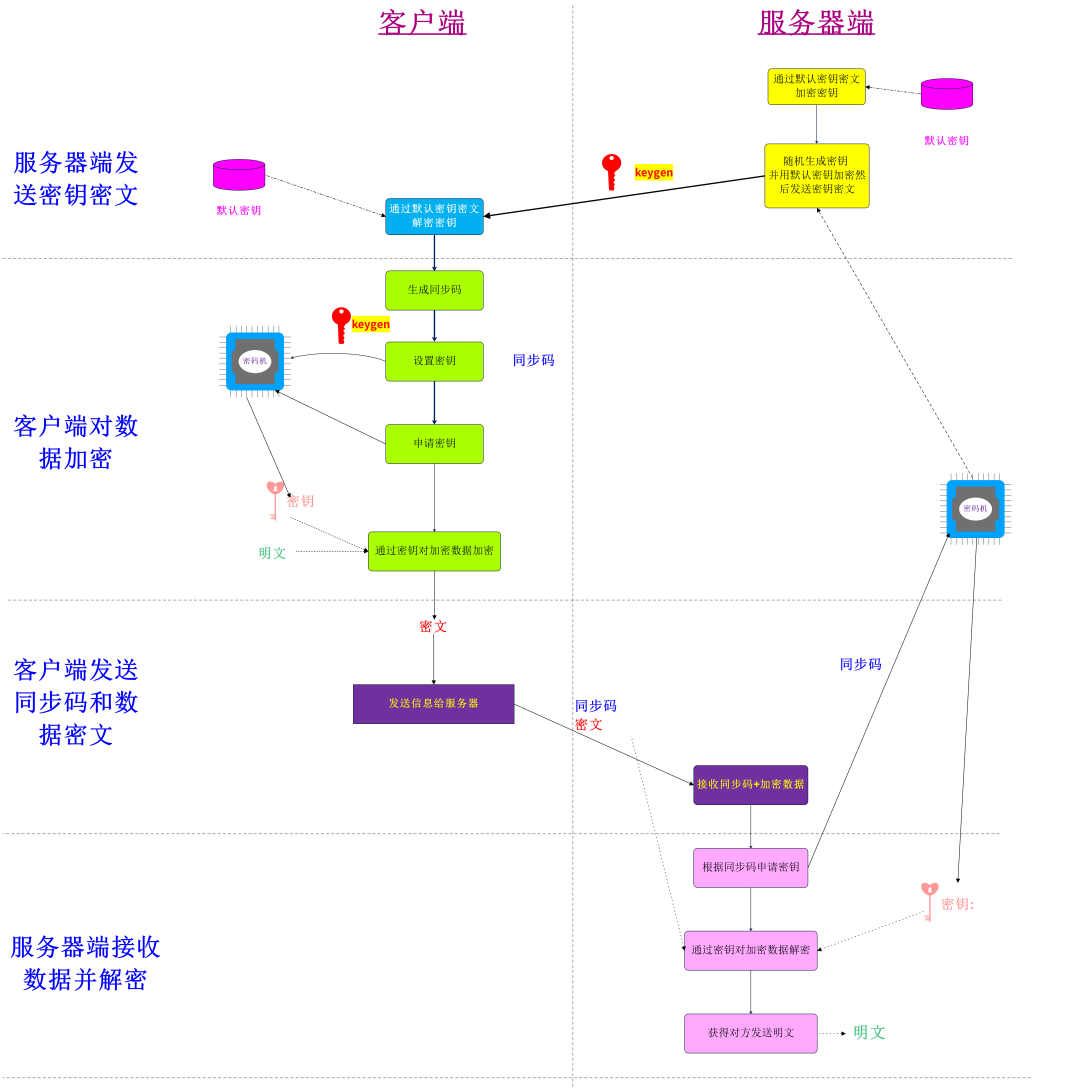 客户端
服务器端
通过默认密钥密文
加密密钥
默认密钥
服务器端发
送密钥密文
随机生成密钥
并用默认密钥加密然
后发送密钥密文
keygen
默认密钥
通过默认密钥密文
解密密钥
生成同步码
keygen
密码机
设置密钥
同步码
客户端对数
据加密
申请密钥
密钥
密码机
明文
通过密钥对加密数据加密
密文
客户端发送
同步码和数
据密文
同步码
发送信息给服务器
同步码
密文
接收同步码+加密数据
根据同步码申请密钥
密钥:
服务器端接收
数据并解密
通过密钥对加密数据解密
获得对方发送明文
明文